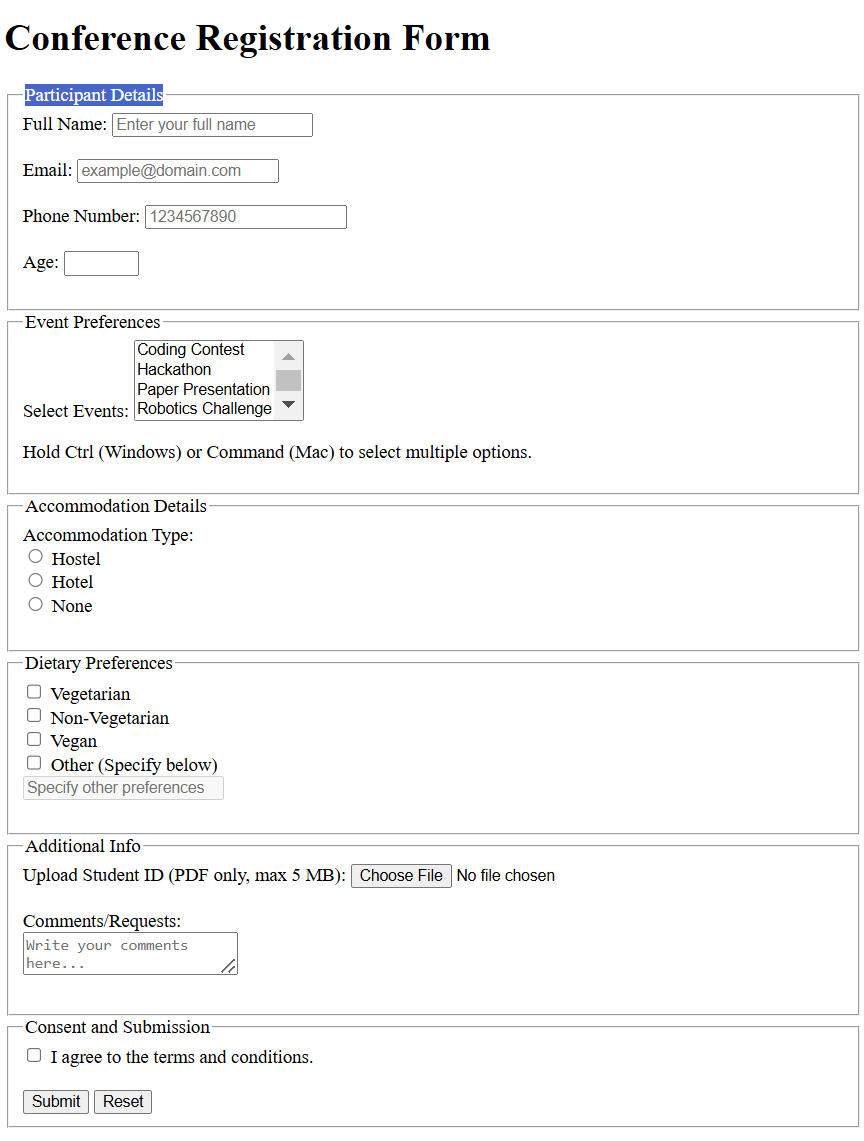 Conference Registration Form
Participant Details
Full Name: Enter your full name
Email: example@domain.com
Phone Number: 1234567890
Age:
Event Preferences
Coding Contest
Hackathon
Paper Presentation
Select Events: Robotics Challenge
Hold Ctrl (Windows) or Command (Mac) to select multiple options.
Accommodation Details
Accommodation Type:
Hostel
Hotel
None
Dietary Preferences
Vegetarian
Non-Vegetarian
Vegan
Other (Specify below)
Specify other preferences
Additional Info
Upload Student ID (PDF only, max 5 MB): Choose File No file chosen
Comments/Requests:
Write your comments
here...
Consent and Submission
I agree to the terms and conditions.
Submit Reset